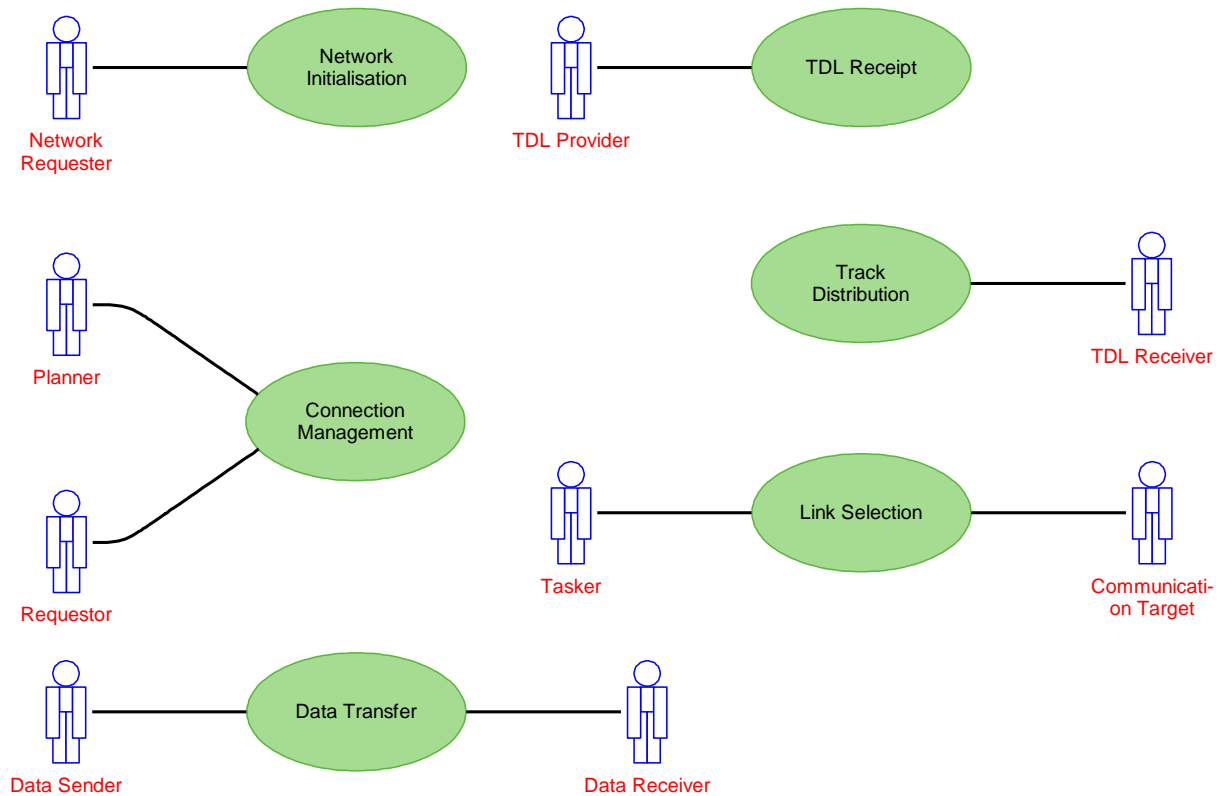 Network
Initialisation
TDL Receipt
Network
Requester
TDL Provider
Track
Distribution
Planner
TDL Receiver
Connection
Management
Link Selection
Requestor
Tasker
Communicati-
on Target
Data Transfer
Data Sender
Data Receiver